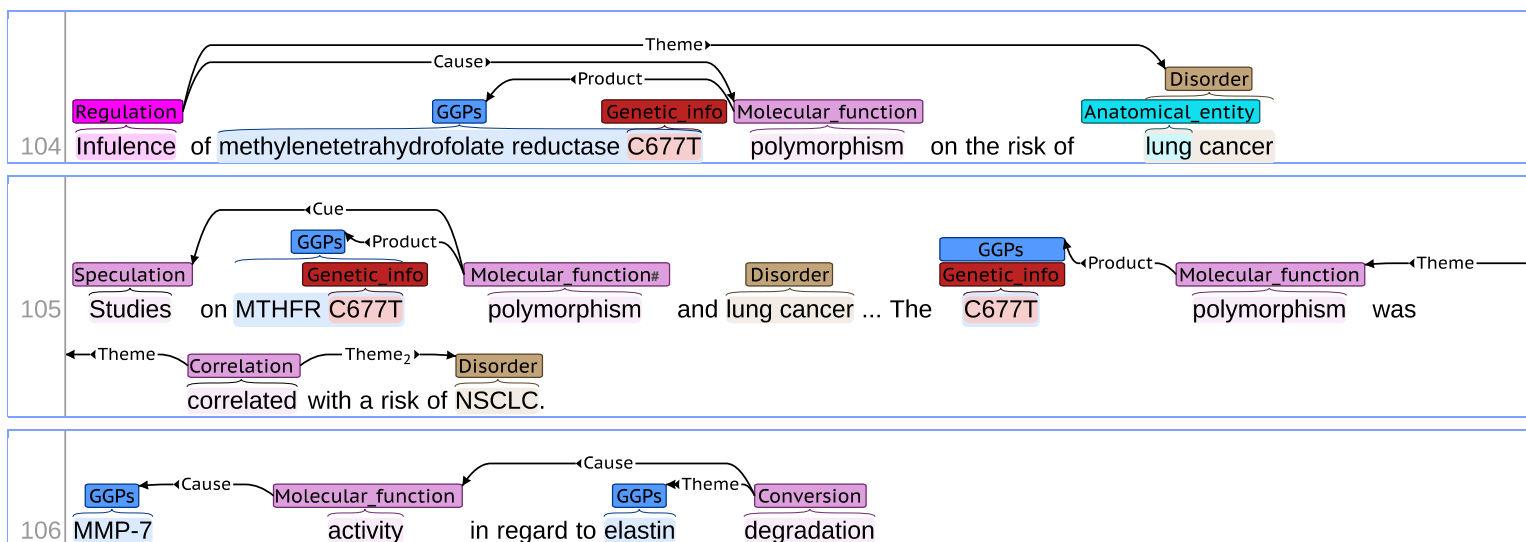 Theme
Cause
Product
Disorder
Regulation GGPs Genetic_info Molecular_function Anatomical_entity
104 Infulence of methylenetetrahydrofolate reductase C677T polymorphism on the risk of lung cancer
Cue
GGPs Product GGPs
Speculation Genetic_info Molecular_function# Disorder Genetic_info Product Molecular_function Theme
105 Studies on MTHFR C677T polymorphism and lung cancer ... The C677T polymorphism was
Theme Correlation Theme2 Disorder
correlated with a risk of NSCLC.
Cause
GGPs Cause Molecular_function GGPs Theme Conversion
106 MMP-7 activity in regard to elastin degradation